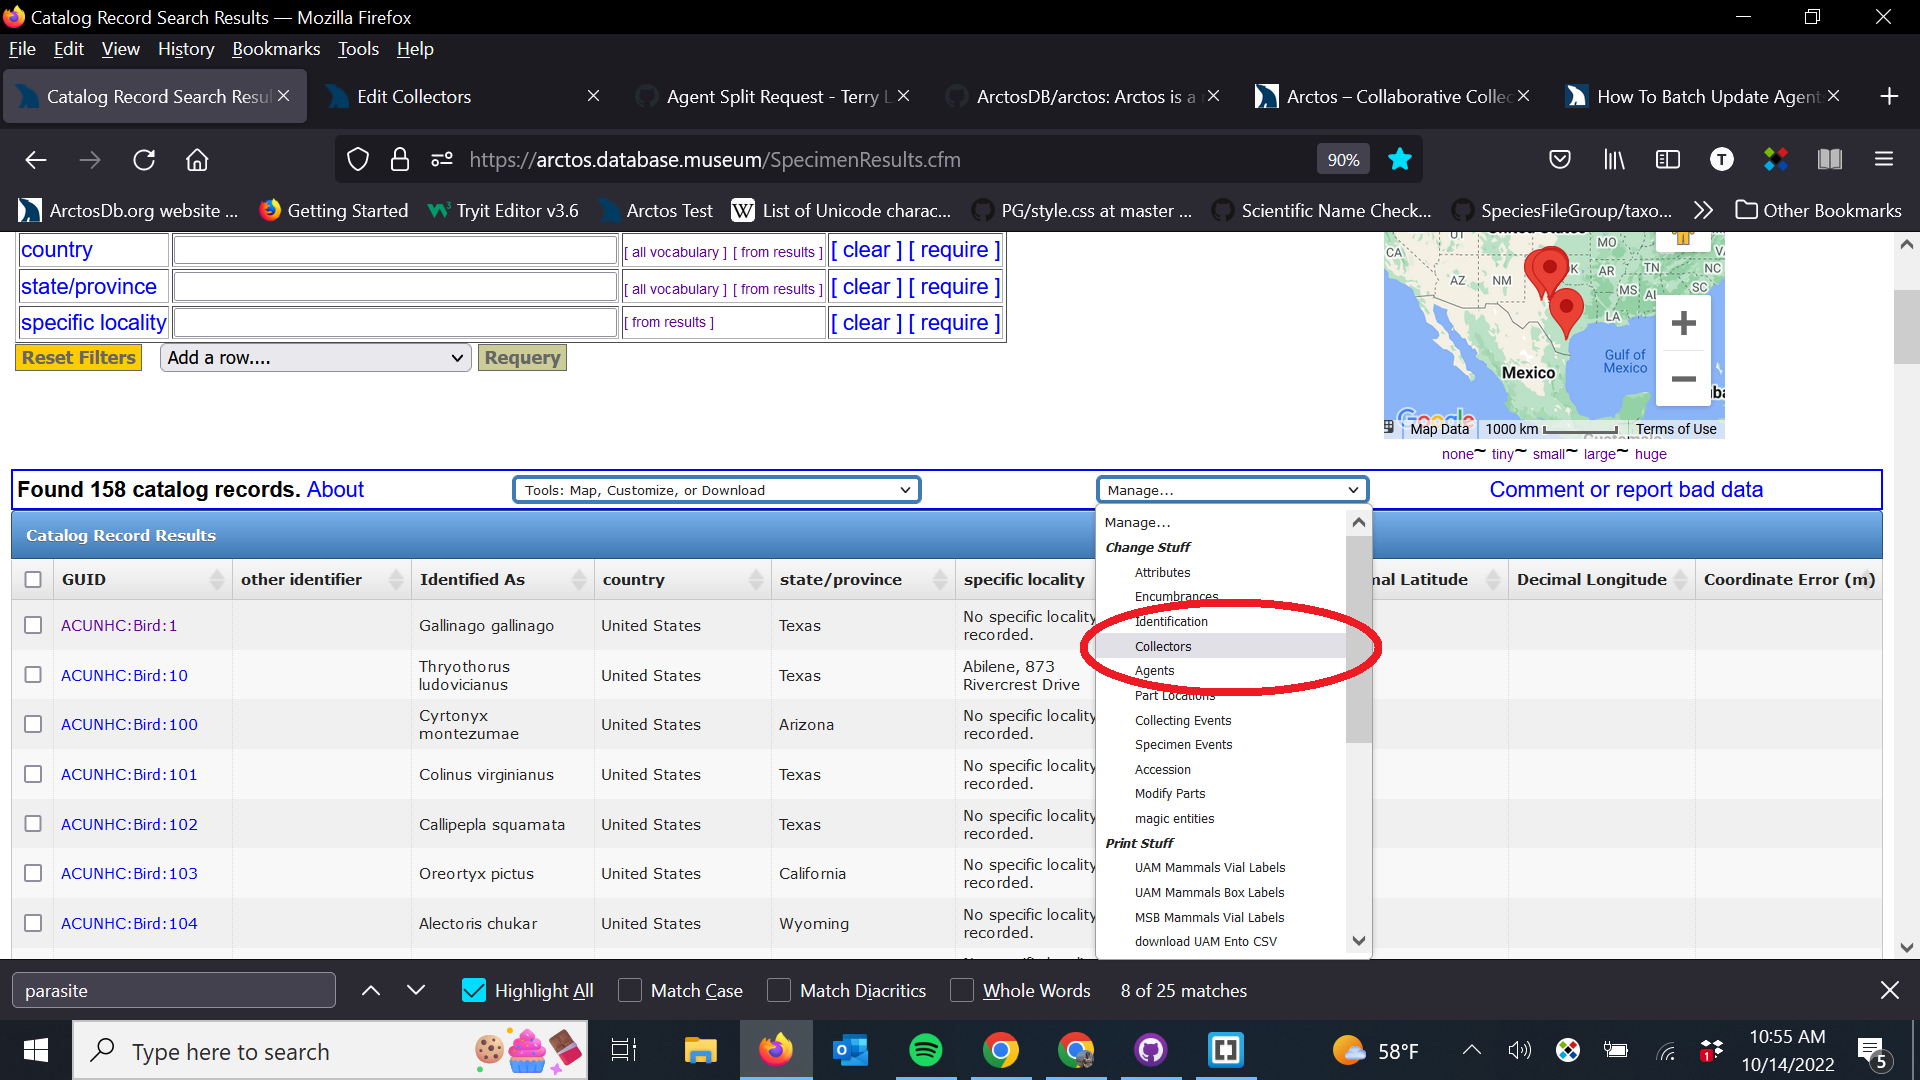 Catalog Record Search Results — Mozilla Firefox
File Edit View History Bookmarks Tools Help
Catalog Record Search Resul
Edit Collectors
Agent Split Request - Terry L
ArctosDB/arctos: Arctos is a
Arctos – Collaborative Collec
How To Batch Update Agent
https://arctos.database.museum/SpecimenResults.cfm
90%
T
ArctosDb.org website ...
Getting Started
Tryit Editor v3.6
Arctos Test
W List of Unicode charac...
PG/style.css at master ...
Scientific Name Check...
SpeciesFileGroup/taxo...
Other Bookmarks
country [ all vocabulary ] [ from results ] [ clear ] [ require ]
state/province [ all vocabulary ] [ from results ] [ clear ] [ require ]
specific locality [ from results ] [ clear ] [ require ]
Reset Filters Add a row.... Requery
United States
CA UT MO
K TN NC
AZ NM AR SC
MS AL
LA
Gulf of
Mexico
Mexico
Google
Map Data 1000 km Terms of Use
none~ tiny~ small~ large~ huge
Found 158 catalog records. About
Tools: Map, Customize, or Download
Manage...
Comment or report bad data
Catalog Record Results
GUID other identifier Identified As country state/province specific locality nal Latitude Decimal Longitude Coordinate Error (m)
ACUNHC:Bird:1 Gallinago gallinago United States Texas No specific locality
recorded.
ACUNHC:Bird:10 Thryothorus
ludovicianus United States Texas Abilene, 873
Rivercrest Drive
ACUNHC:Bird:100 Cyrtonyx
montezumae United States Arizona No specific locality
recorded.
ACUNHC:Bird:101 Colinus virginianus United States Texas No specific locality
recorded.
ACUNHC:Bird:102 Callipepla squamata United States Texas No specific locality
recorded.
ACUNHC:Bird:103 Oreortyx pictus United States California No specific locality
recorded.
ACUNHC:Bird:104 Alectoris chukar United States Wyoming No specific locality
recorded.
Manage...
Change Stuff
Attributes
Encumbrances
Identification
Collectors
Agents
Part Locations
Collecting Events
Specimen Events
Accession
Modify Parts
magic entities
Print Stuff
UAM Mammals Vial Labels
UAM Mammals Box Labels
MSB Mammals Vial Labels
download UAM Ento CSV
parasite
Highlight All
Match Case
Match Diacritics
Whole Words
8 of 25 matches
Type here to search
58°F
1
10:55 AM
10/14/2022
5